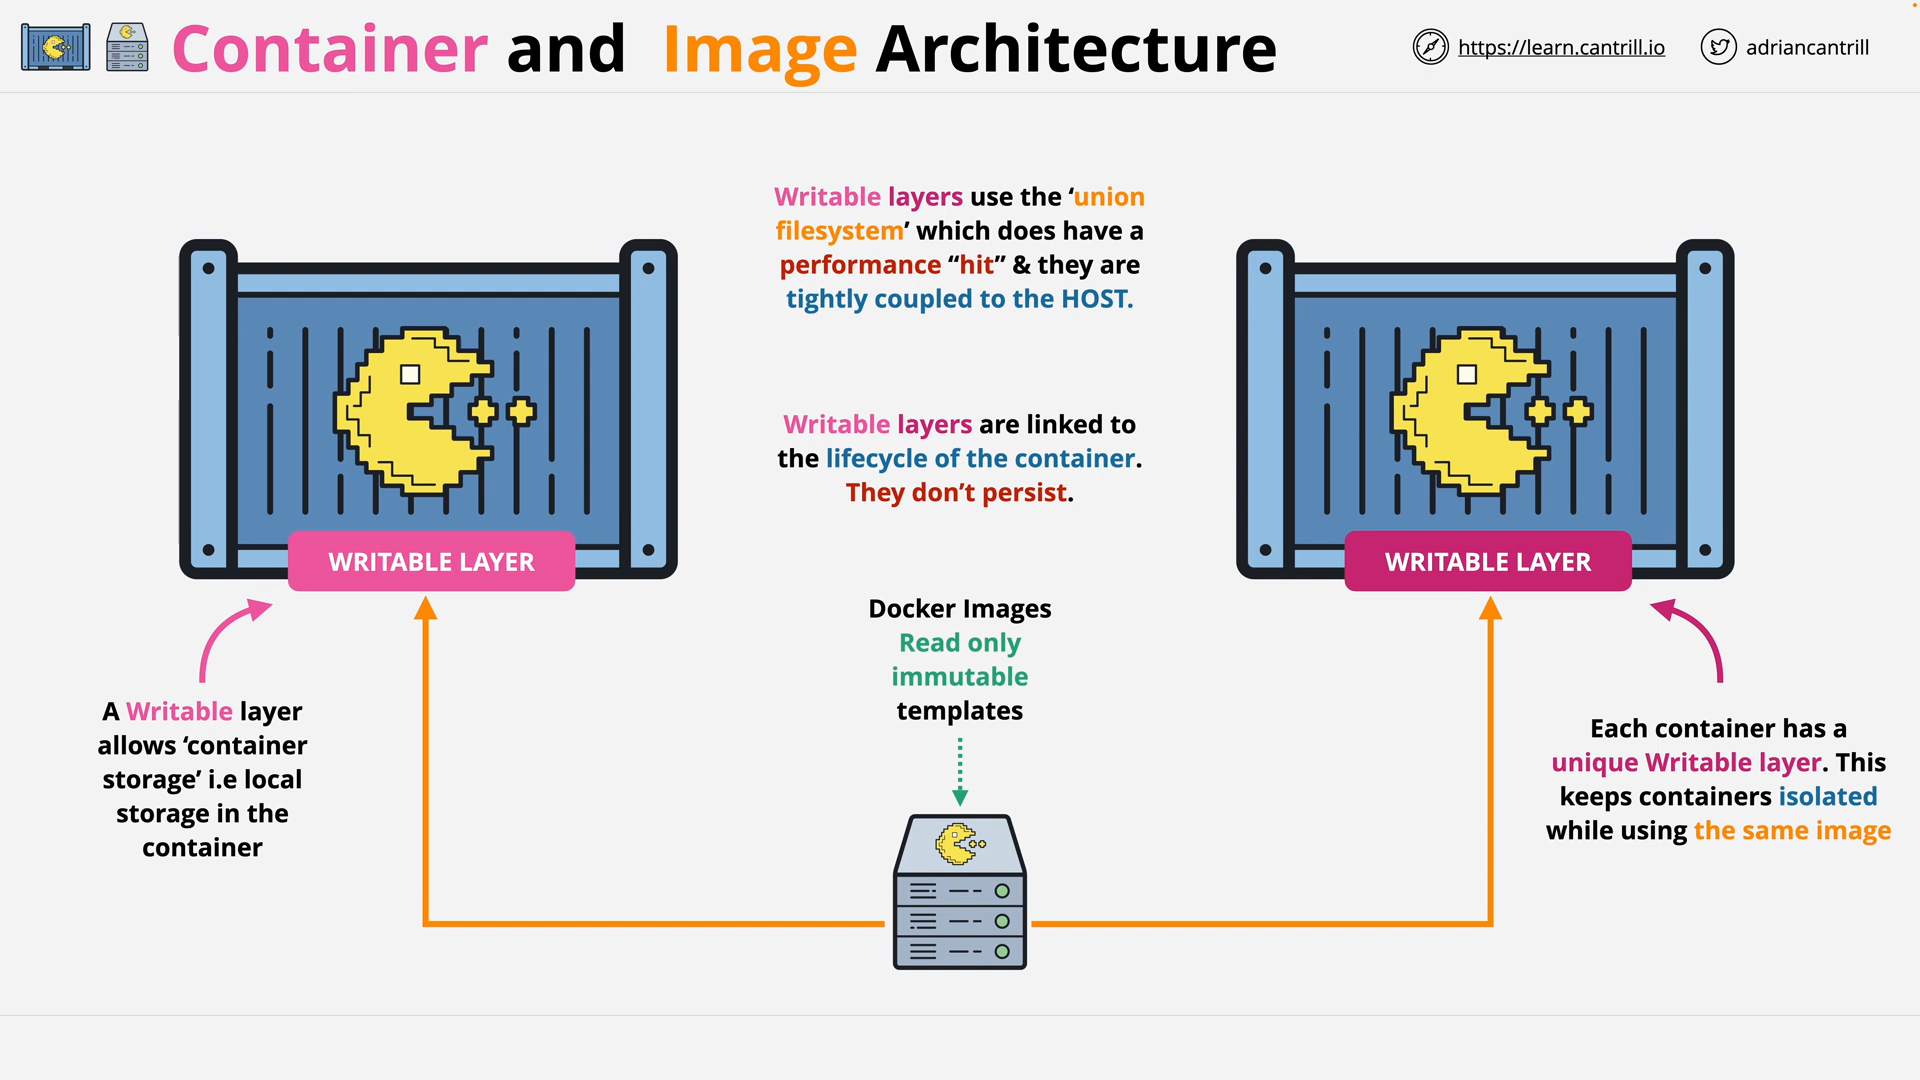 Container and Image Architecture
https://learn.cantrill.io
adriancantrill
Writable layers use the ‘union
filesystem’ which does have a
performance “hit” & they are
tightly coupled to the HOST.
Writable layers are linked to
the lifecycle of the container.
They don’t persist.
WRITABLE LAYER
WRITABLE LAYER
Docker Images
Read only
immutable
templates
A Writable layer
allows ‘container
storage’ i.e local
storage in the
container
Each container has a
unique Writable layer. This
keeps containers isolated
while using the same image